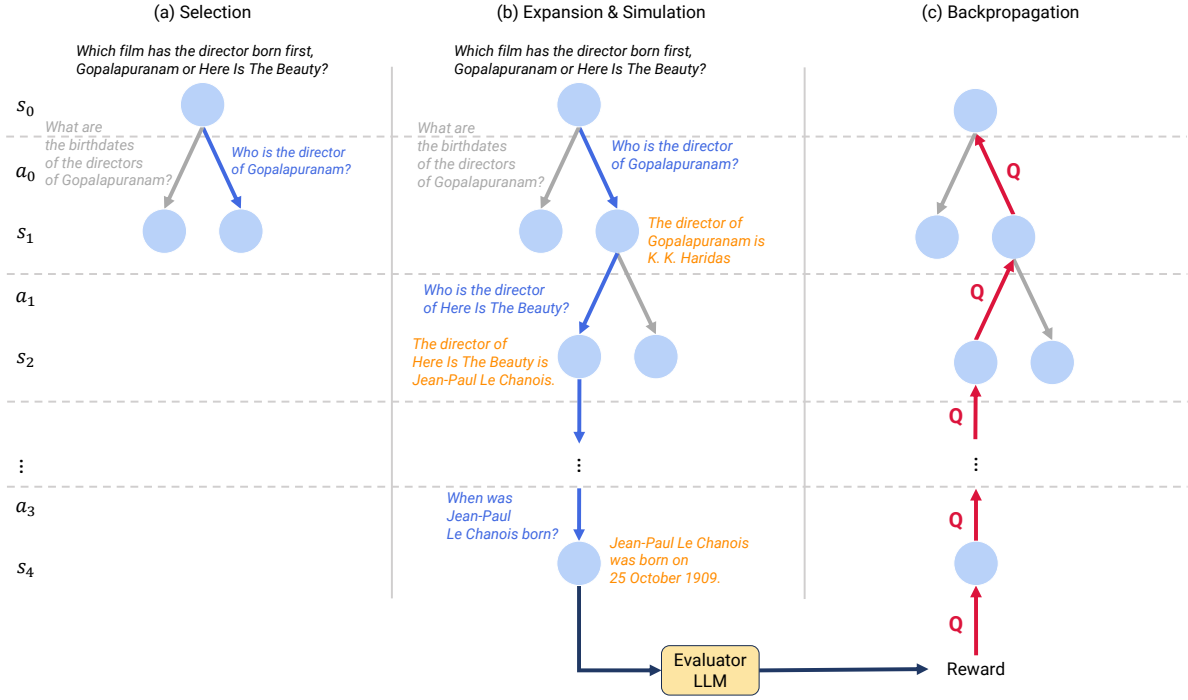 (a) Selection
(b) Expansion & Simulation
(c) Backpropagation
Which film has the director born first,
Gopalapuranam or Here Is The Beauty?
Which film has the director born first,
Gopalapuranam or Here Is The Beauty?
s₀
What are
the birthdates
of the directors
of Gopalapuranam?
Who is the director
of Gopalapuranam?
What are
the birthdates
of the directors
of Gopalapuranam?
Who is the director
of Gopalapuranam?
a₀
Q
s₁
The director of
Gopalapuranam is
K. K. Haridas
a₁
Who is the director
of Here Is The Beauty?
Q
s₂
The director of
Here Is The Beauty is
Jean-Paul Le Chanois.
Q
⋮
⋮
⋮
a₃
When was
Jean-Paul
Le Chanois born?
Q
s₄
Jean-Paul Le Chanois
was born on
25 October 1909.
Q
Evaluator
LLM
Reward